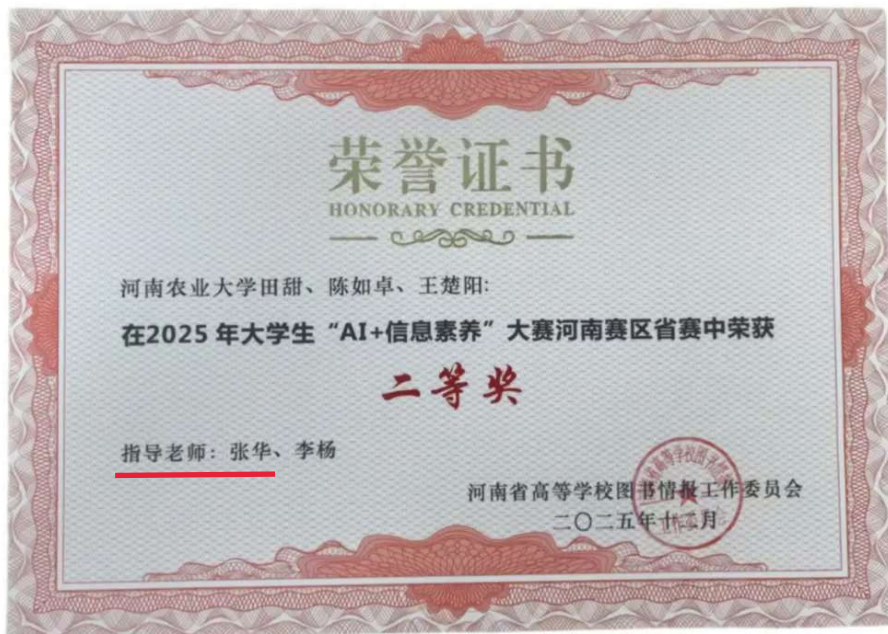 荣誉证书
HONORARY CREDENTIAL
河南农业大学田甜、陈如卓、王楚阳:
在2025年大学生“AI+信息素养”大赛河南赛区省赛中荣获
二等奖
指导老师：张华、李杨
河南省高等学校图书情报工作委员会
二〇二五年十二月